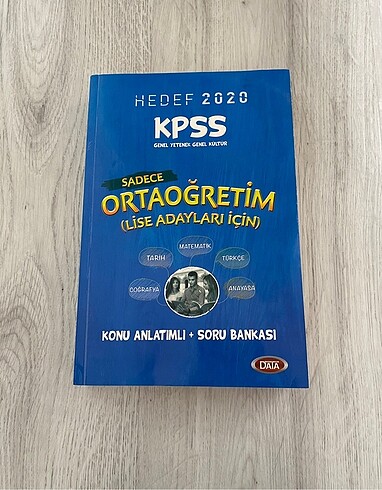 HEDEF 2020
KPSS
GENEL YETENEK GENEL KÜLTÜR
SADECE
ORTAÖĞRETİM
(LİSE ADAYLARI İÇİN)
MATEMATİK
TARİH
TÜRKÇE
COĞRAFYA
ANAYASA
KONU ANLATIMLI + SORU BANKASI
DATA